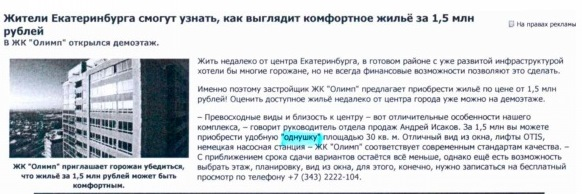 Жители Екатеринбурга смогут узнать, как выглядит комфортное жильё за 1,5 млн
рублей
На правах рекламы
В ЖК "Олимп" открылся демоэтаж.
Жить недалеко от центра Екатеринбурга, в готовом районе с уже развитой инфраструктурой
хотели бы многие горожане, но не всегда финансовые возможности позволяют это сделать.
Именно поэтому застройщик ЖК "Олимп" предлагает приобрести жильё по цене от 1,5 млн
рублей! Оценить доступное жильё недалеко от центра города уже можно на демоэтаже.
– Превосходные виды и близость к центру – вот отличительные особенности нашего
комплекса, – говорит руководитель отдела продаж Андрей Исаков. За 1,5 млн вы можете
приобрести удобную "однушку" площадью 30 кв. м. Отличный вид из окна, лифты OTIS,
немецкая насосная станция – ЖК "Олимп" соответствует современным стандартам качества. –
С приближением срока сдачи вариантов остаётся всё меньше, однако ещё есть возможность
выбрать этаж, планировку, вид из окна, для этого, конечно, нужно записаться на бесплатный
просмотр по телефону +7 (343) 2222-104.
ЖК "Олимп" приглашает горожан убедиться,
что жильё за 1,5 млн рублей может быть
комфортным.